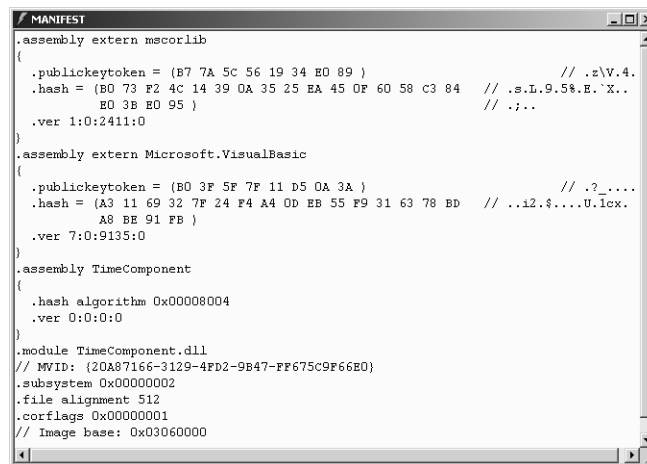 MANIFEST
.assembly extern mscorlib
{
.publickeytoken = (B7 7A 5C 56 19 34 E0 89 ) // .z\V.4.
.hash = (B0 73 F2 4C 14 39 0A 35 25 EA 45 0F 60 58 C3 84 // .s.L.9.5%.E.`X..
E0 3B E0 95 ) // .;..
.ver 1:0:2411:0
}
.assembly extern Microsoft.VisualBasic
{
.publickeytoken = (B0 3F 5F 7F 11 D5 0A 3A ) // .?_....
.hash = (A3 11 69 32 7F 24 F4 A4 0D EB 55 F9 31 63 78 BD // ..i2.$....U.1cx.
A8 BE 91 FB )
.ver 7:0:9135:0
}
.assembly TimeComponent
{
.hash algorithm 0x00008004
.ver 0:0:0:0
}
.module TimeComponent.dll
// MVID: {20A87166-3129-4FD2-9B47-FF675C9F66E0}
.subsystem 0x00000002
.file alignment 512
.corflags 0x00000001
// Image base: 0x03060000